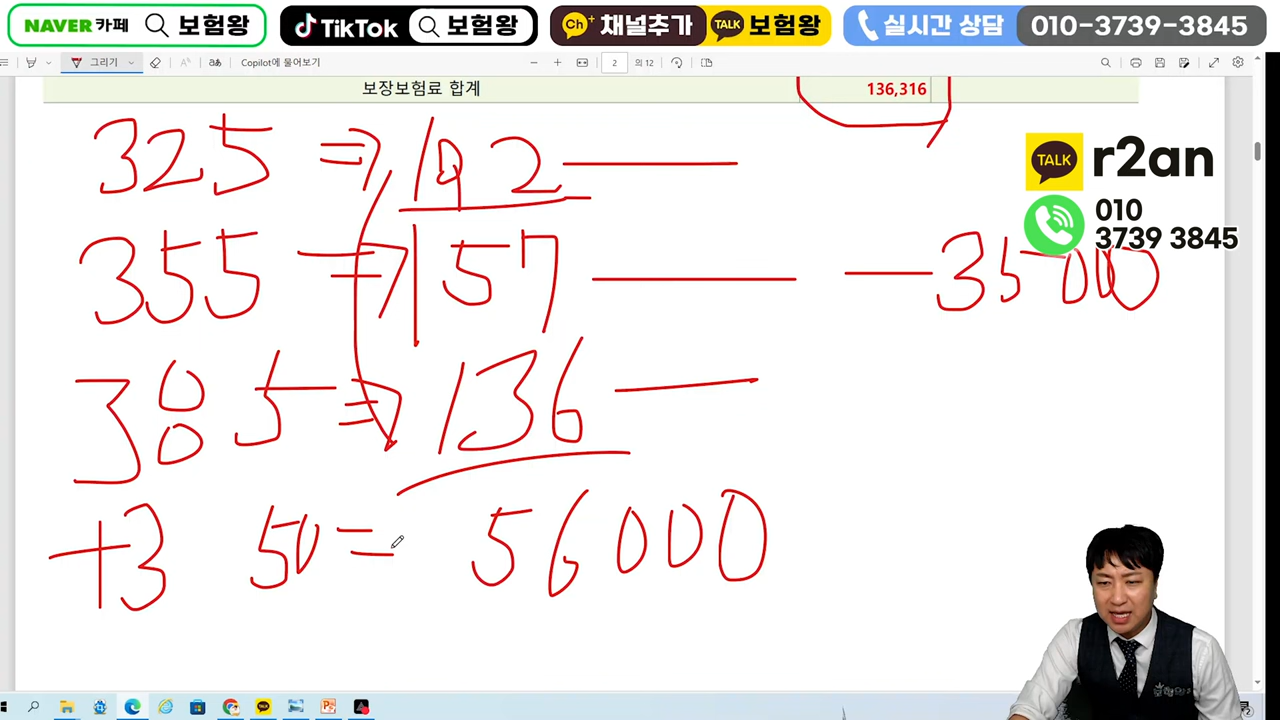 NAVER 카페 보험왕 TikTok 보험왕 Ch+ 채널추가 TALK 보험왕 실시간 상담 010-3739-3845
그리기 Copilot에 물어보기 2 의 12
보장보험료 합계 136,316
TALK r2an
010
3739 3845
325 ⇒ 192
355 ⇒ 157 35000
385 ⇒ 136
+3 50 = 56000